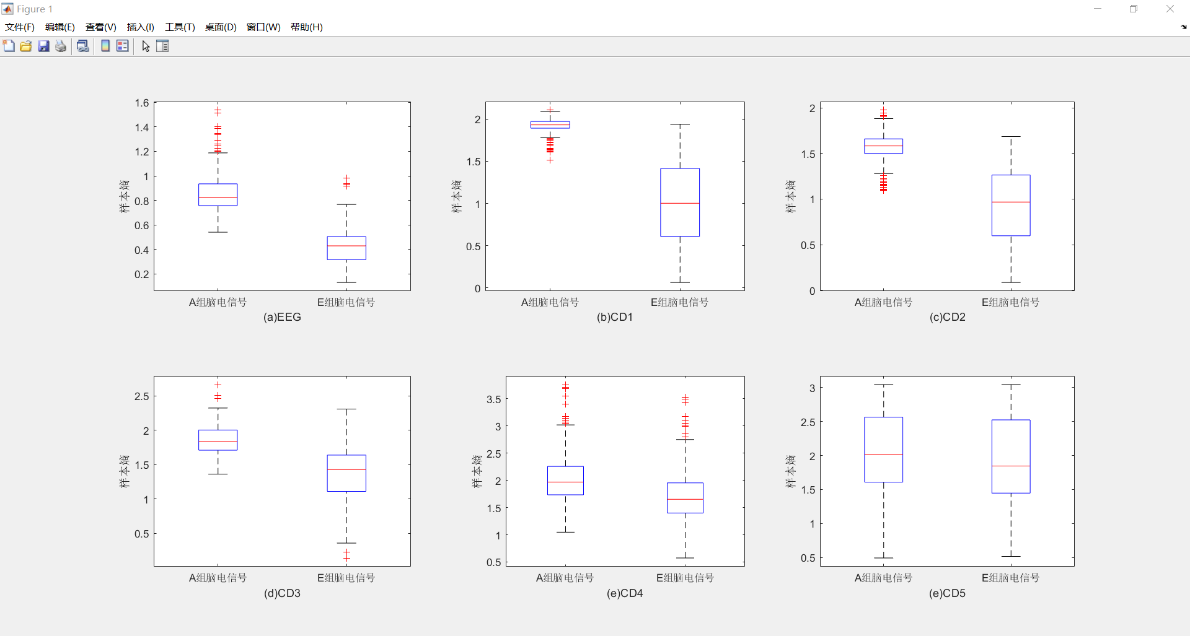 Figure 1
文件(F) 编辑(E) 查看(V) 插入(I) 工具(T) 桌面(D) 窗口(W) 帮助(H)
1.6
1.4
1.2
1
0.8
0.6
0.4
0.2
样本熵
A组脑电信号 E组脑电信号
(a)EEG
2
1.5
1
0.5
0
样本熵
A组脑电信号 E组脑电信号
(b)CD1
2
1.5
1
0.5
0
样本熵
A组脑电信号 E组脑电信号
(c)CD2
2.5
2
1.5
1
0.5
样本熵
A组脑电信号 E组脑电信号
(d)CD3
3.5
3
2.5
2
1.5
1
0.5
样本熵
A组脑电信号 E组脑电信号
(e)CD4
3
2.5
2
1.5
1
0.5
样本熵
A组脑电信号 E组脑电信号
(e)CD5